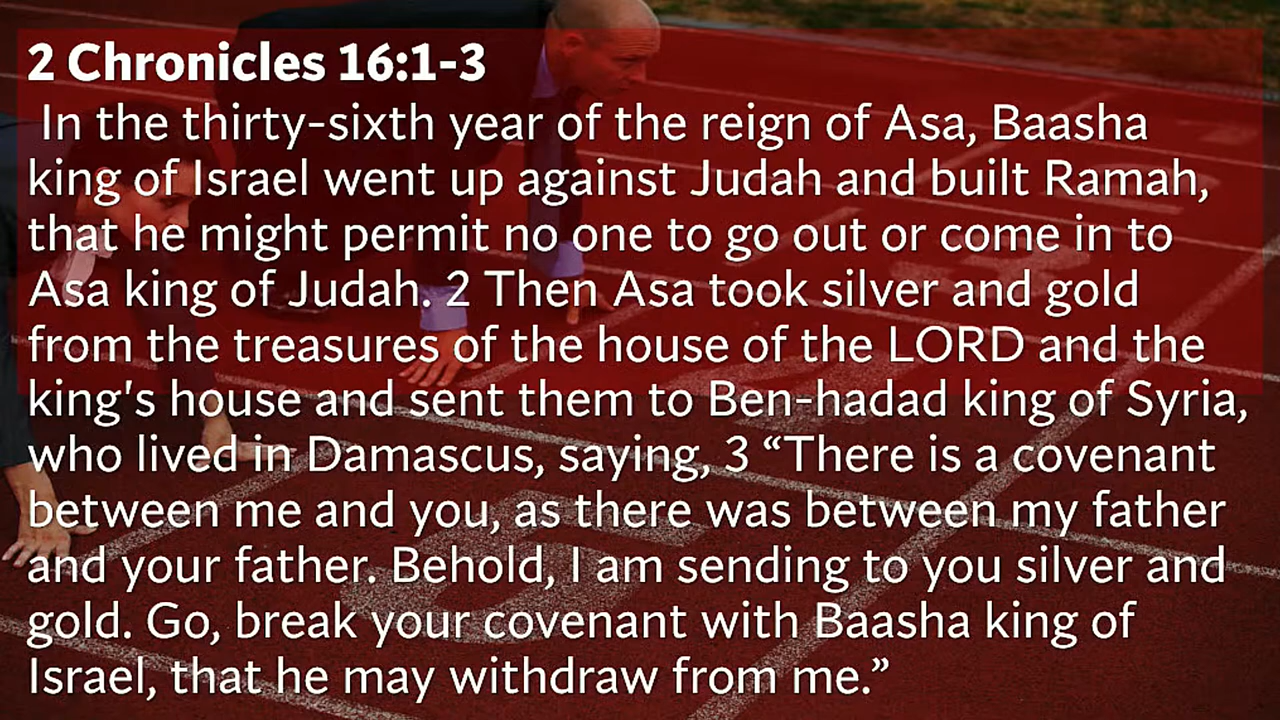 2 Chronicles 16:1-3
In the thirty-sixth year of the reign of Asa, Baasha
king of Israel went up against Judah and built Ramah,
that he might permit no one to go out or come in to
Asa king of Judah. 2 Then Asa took silver and gold
from the treasures of the house of the LORD and the
king's house and sent them to Ben-hadad king of Syria,
who lived in Damascus, saying, 3 “There is a covenant
between me and you, as there was between my father
and your father. Behold, I am sending to you silver and
gold. Go, break your covenant with Baasha king of
Israel, that he may withdraw from me.”